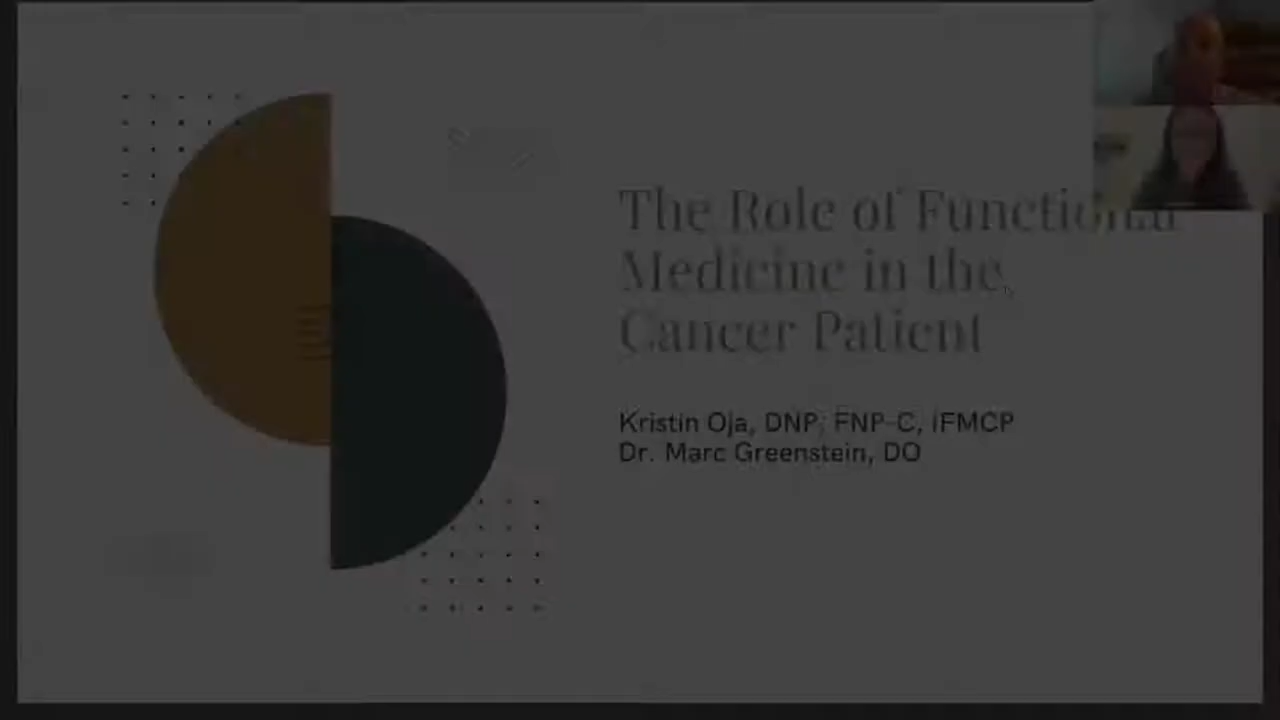 The Role of Functional
Medicine in the
Cancer Patient
Kristin Oja, DNP, FNP-C, IFMCP
Dr. Marc Greenstein, DO